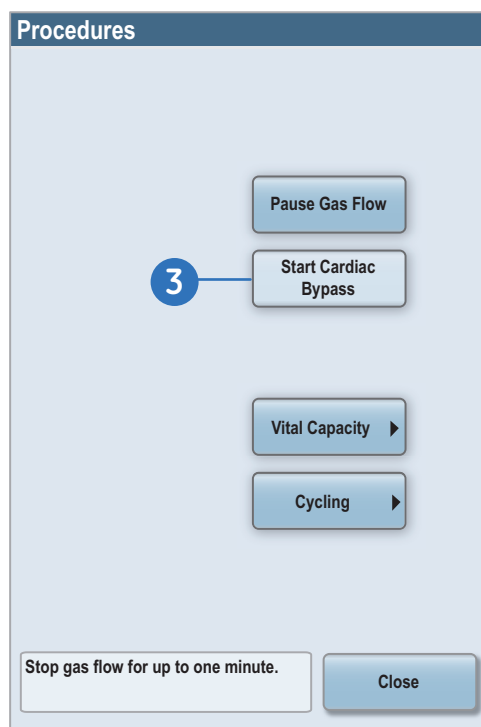 Procedures
Pause Gas Flow
3
Start Cardiac
Bypass
Vital Capacity
Cycling
Stop gas flow for up to one minute.
Close